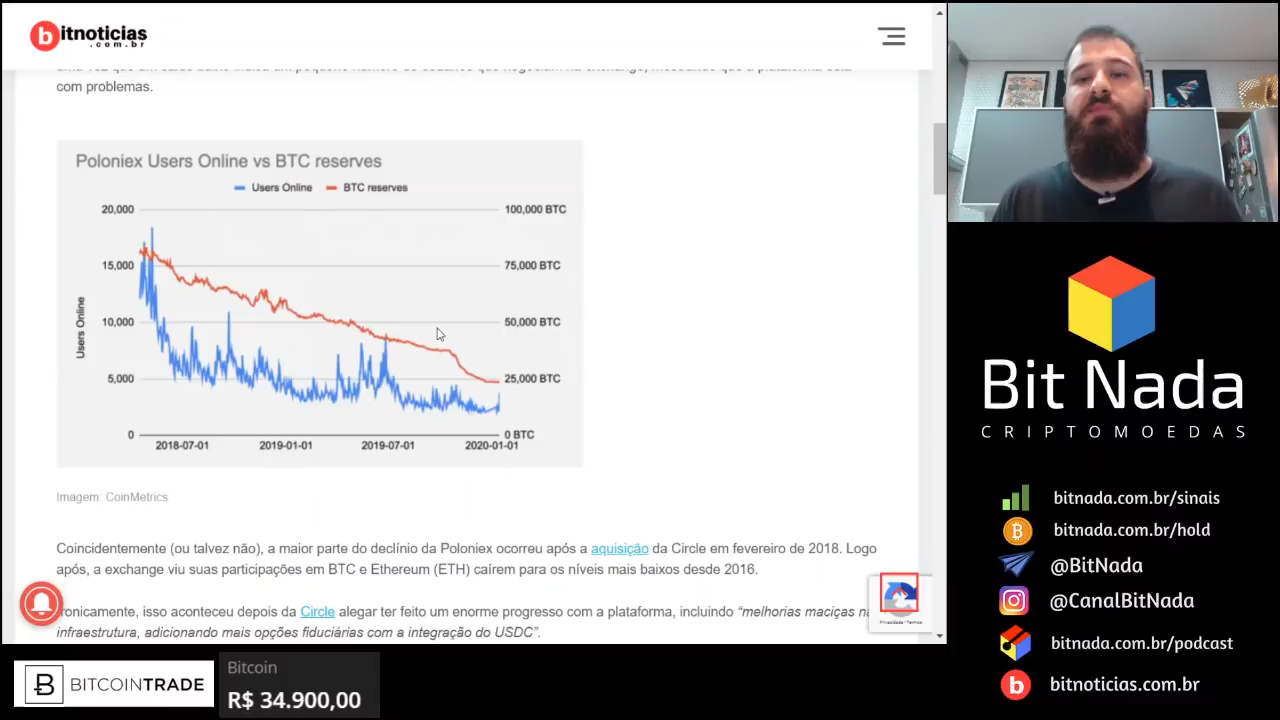 bitnoticias
.com.br
com problemas.
Poloniex Users Online vs BTC reserves
Users Online BTC reserves
20,000
15,000
10,000
5,000
0
100,000 BTC
75,000 BTC
50,000 BTC
25,000 BTC
0 BTC
Users Online
2018-07-01 2019-01-01 2019-07-01 2020-01-01
Imagem: CoinMetrics
Coincidentemente (ou talvez não), a maior parte do declínio da Poloniex ocorreu após a aquisição da Circle em fevereiro de 2018. Logo
após, a exchange viu suas participações em BTC e Ethereum (ETH) caírem para os níveis mais baixos desde 2016.
ronicamente, isso aconteceu depois da Circle alegar ter feito um enorme progresso com a plataforma, incluindo “melhorias maciças na
infraestrutura, adicionando mais opções fiduciárias com a integração do USDC”.
Privacidade - Termos
BITCOINTRADE
Bitcoin
R$ 34.900,00
Bit Nada
CRIPTOMOEDAS
bitnada.com.br/sinais
bitnada.com.br/hold
@BitNada
@CanalBitNada
bitnada.com.br/podcast
b bitnoticias.com.br